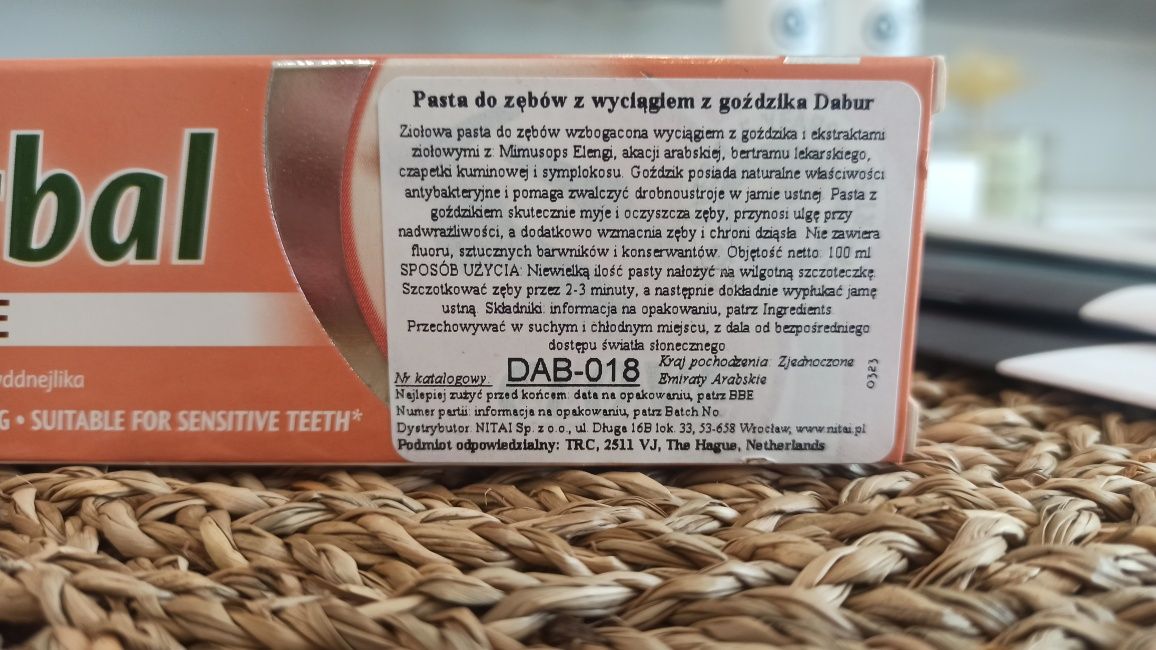 rbal
E
yddnejlika
G • SUITABLE FOR SENSITIVE TEETH*
Pasta do zębów z wyciągiem z goździka Dabur
Ziołowa pasta do zębów wzbogacona wyciągiem z goździka i ekstraktami
ziołowymi z: Mimusops Elengi, akacji arabskiej, bertramu lekarskiego,
czapetki kuminowej i symplokosu. Goździk posiada naturalne właściwości
antybakteryjne i pomaga zwalczyć drobnoustroje w jamie ustnej. Pasta z
goździkiem skutecznie myje i oczyszcza zęby, przynosi ulgę przy
nadwrażliwości, a dodatkowo wzmacnia zęby i chroni dziąsła. Nie zawiera
fluoru, sztucznych barwników i konserwantów. Objętość netto: 100 ml
SPOSÓB UŻYCIA: Niewielką ilość pasty nałożyć na wilgotną szczoteczkę.
Szczotkować zęby przez 2-3 minuty, a następnie dokładnie wypłukać jamę
ustną. Składniki: informacja na opakowaniu, patrz Ingredients.
Przechowywać w suchym i chłodnym miejscu, z dala od bezpośredniego
dostępu światła słonecznego.
Nr katalogowy: DAB-018 Kraj pochodzenia: Zjednoczone
Emiraty Arabskie
0323
Najlepiej zużyć przed końcem: data na opakowaniu, patrz BBE
Numer partii: informacja na opakowaniu, patrz Batch No.
Dystrybutor: NITAI Sp. z o.o., ul. Długa 16B lok. 33, 53-658 Wrocław, www.nitai.pl
Podmiot odpowiedzialny: TRC, 2511 VJ, The Hague, Netherlands